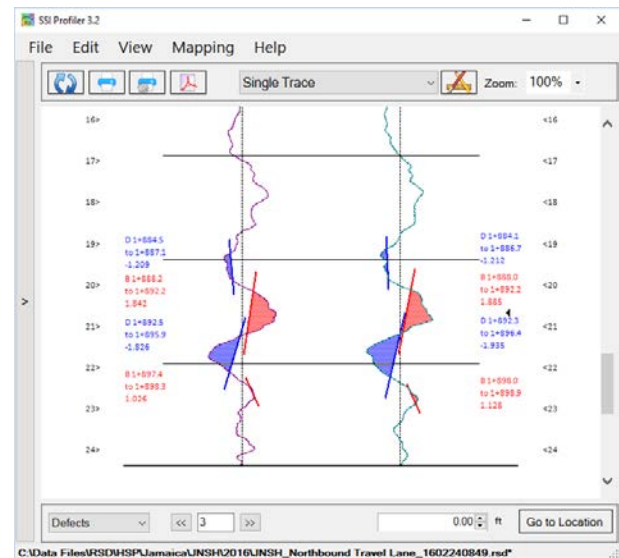 SSI Profiler 3.2
File Edit View Mapping Help
Single Trace
Zoom: 100%
16>
<16
17>
<17
18>
<18
D 1+884.5
to 1+887.1
-1.209
D 1+884.1
to 1+886.7
-1.212
19>
<19
B 1+888.2
to 1+892.2
1.842
B 1+888.0
to 1+892.2
1.885
20>
<20
D 1+892.5
to 1+895.9
-1.826
D 1+892.3
to 1+896.4
-1.935
21>
<21
22>
<22
B 1+897.4
to 1+898.3
1.026
B 1+898.0
to 1+898.9
1.128
23>
<23
24>
<24
Defects << 3 >> 0.00 ft Go to Location
C:\Data Files\RSD\HSP\Jamaica\JNSH\2016\JNSH_Northbound Travel Lane_1602240849.rsd*